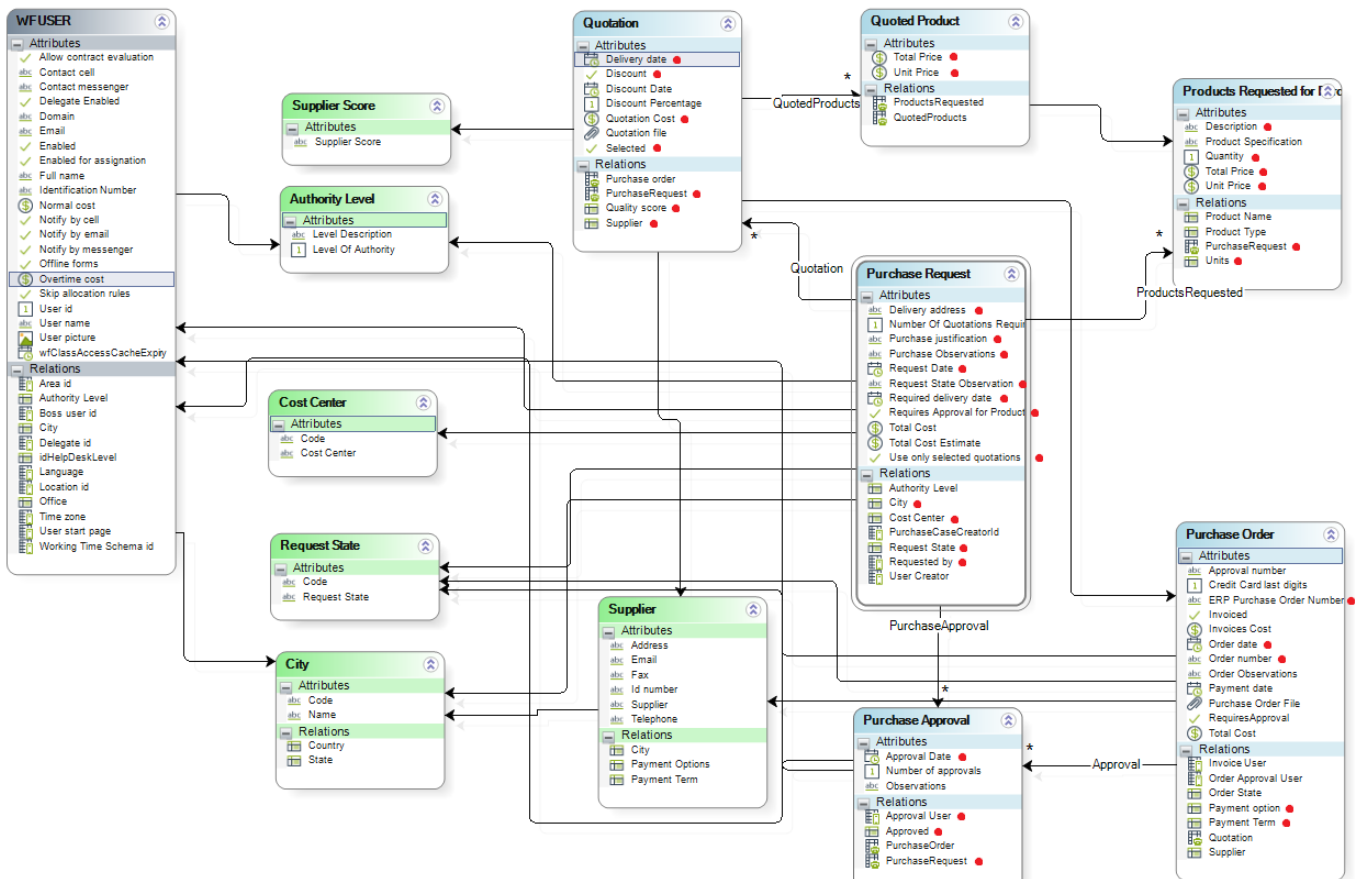 WFUSER
Attributes
Allow contract evaluation
Contact cell
Contact messenger
Delegate Enabled
Domain
Email
Enabled
Enabled for assignation
Full name
Identification Number
Normal cost
Notify by cell
Notify by email
Notify by messenger
Offline forms
Overtime cost
Skip allocation rules
User id
User name
User picture
wfClassAccessCacheExpiry
Relations
Area id
Authority Level
Boss user id
City
Delegate id
idHelpDeskLevel
Language
Location id
Office
Time zone
User start page
Working Time Schema id
Supplier Score
Attributes
Supplier Score
Authority Level
Attributes
Level Description
Level Of Authority
Cost Center
Attributes
Code
Cost Center
Request State
Attributes
Code
Request State
City
Attributes
Code
Name
Relations
Country
State
Quotation
Attributes
Delivery date
Discount
Discount Date
Discount Percentage
Quotation Cost
Quotation file
Selected
Relations
Purchase order
PurchaseRequest
Quality score
Supplier
*
QuotedProducts
*
Quotation
Supplier
Attributes
Address
Email
Fax
Id number
Supplier
Telephone
Relations
City
Payment Options
Payment Term
Quoted Product
Attributes
Total Price
Unit Price
Relations
ProductsRequested
QuotedProducts
Purchase Request
Attributes
Delivery address
Number Of Quotations Requir
Purchase justification
Purchase Observations
Request Date
Request State Observation
Required delivery date
Requires Approval for Product
Total Cost
Total Cost Estimate
Use only selected quotations
Relations
Authority Level
City
Cost Center
PurchaseCaseCreatorId
Request State
Requested by
User Creator
PurchaseApproval
*
Purchase Approval
Attributes
Approval Date
Number of approvals
Observations
Relations
Approval User
Approved
PurchaseOrder
PurchaseRequest
Products Requested for
Attributes
Description
Product Specification
Quantity
Total Price
Unit Price
Relations
Product Name
Product Type
PurchaseRequest
Units
*
ProductsRequested
Purchase Order
Attributes
Approval number
Credit Card last digits
ERP Purchase Order Number
Invoiced
Invoices Cost
Order date
Order number
Order Observations
Payment date
Purchase Order File
RequiresApproval
Total Cost
Relations
Invoice User
Order Approval User
Order State
Payment option
Payment Term
Quotation
Supplier
*
Approval